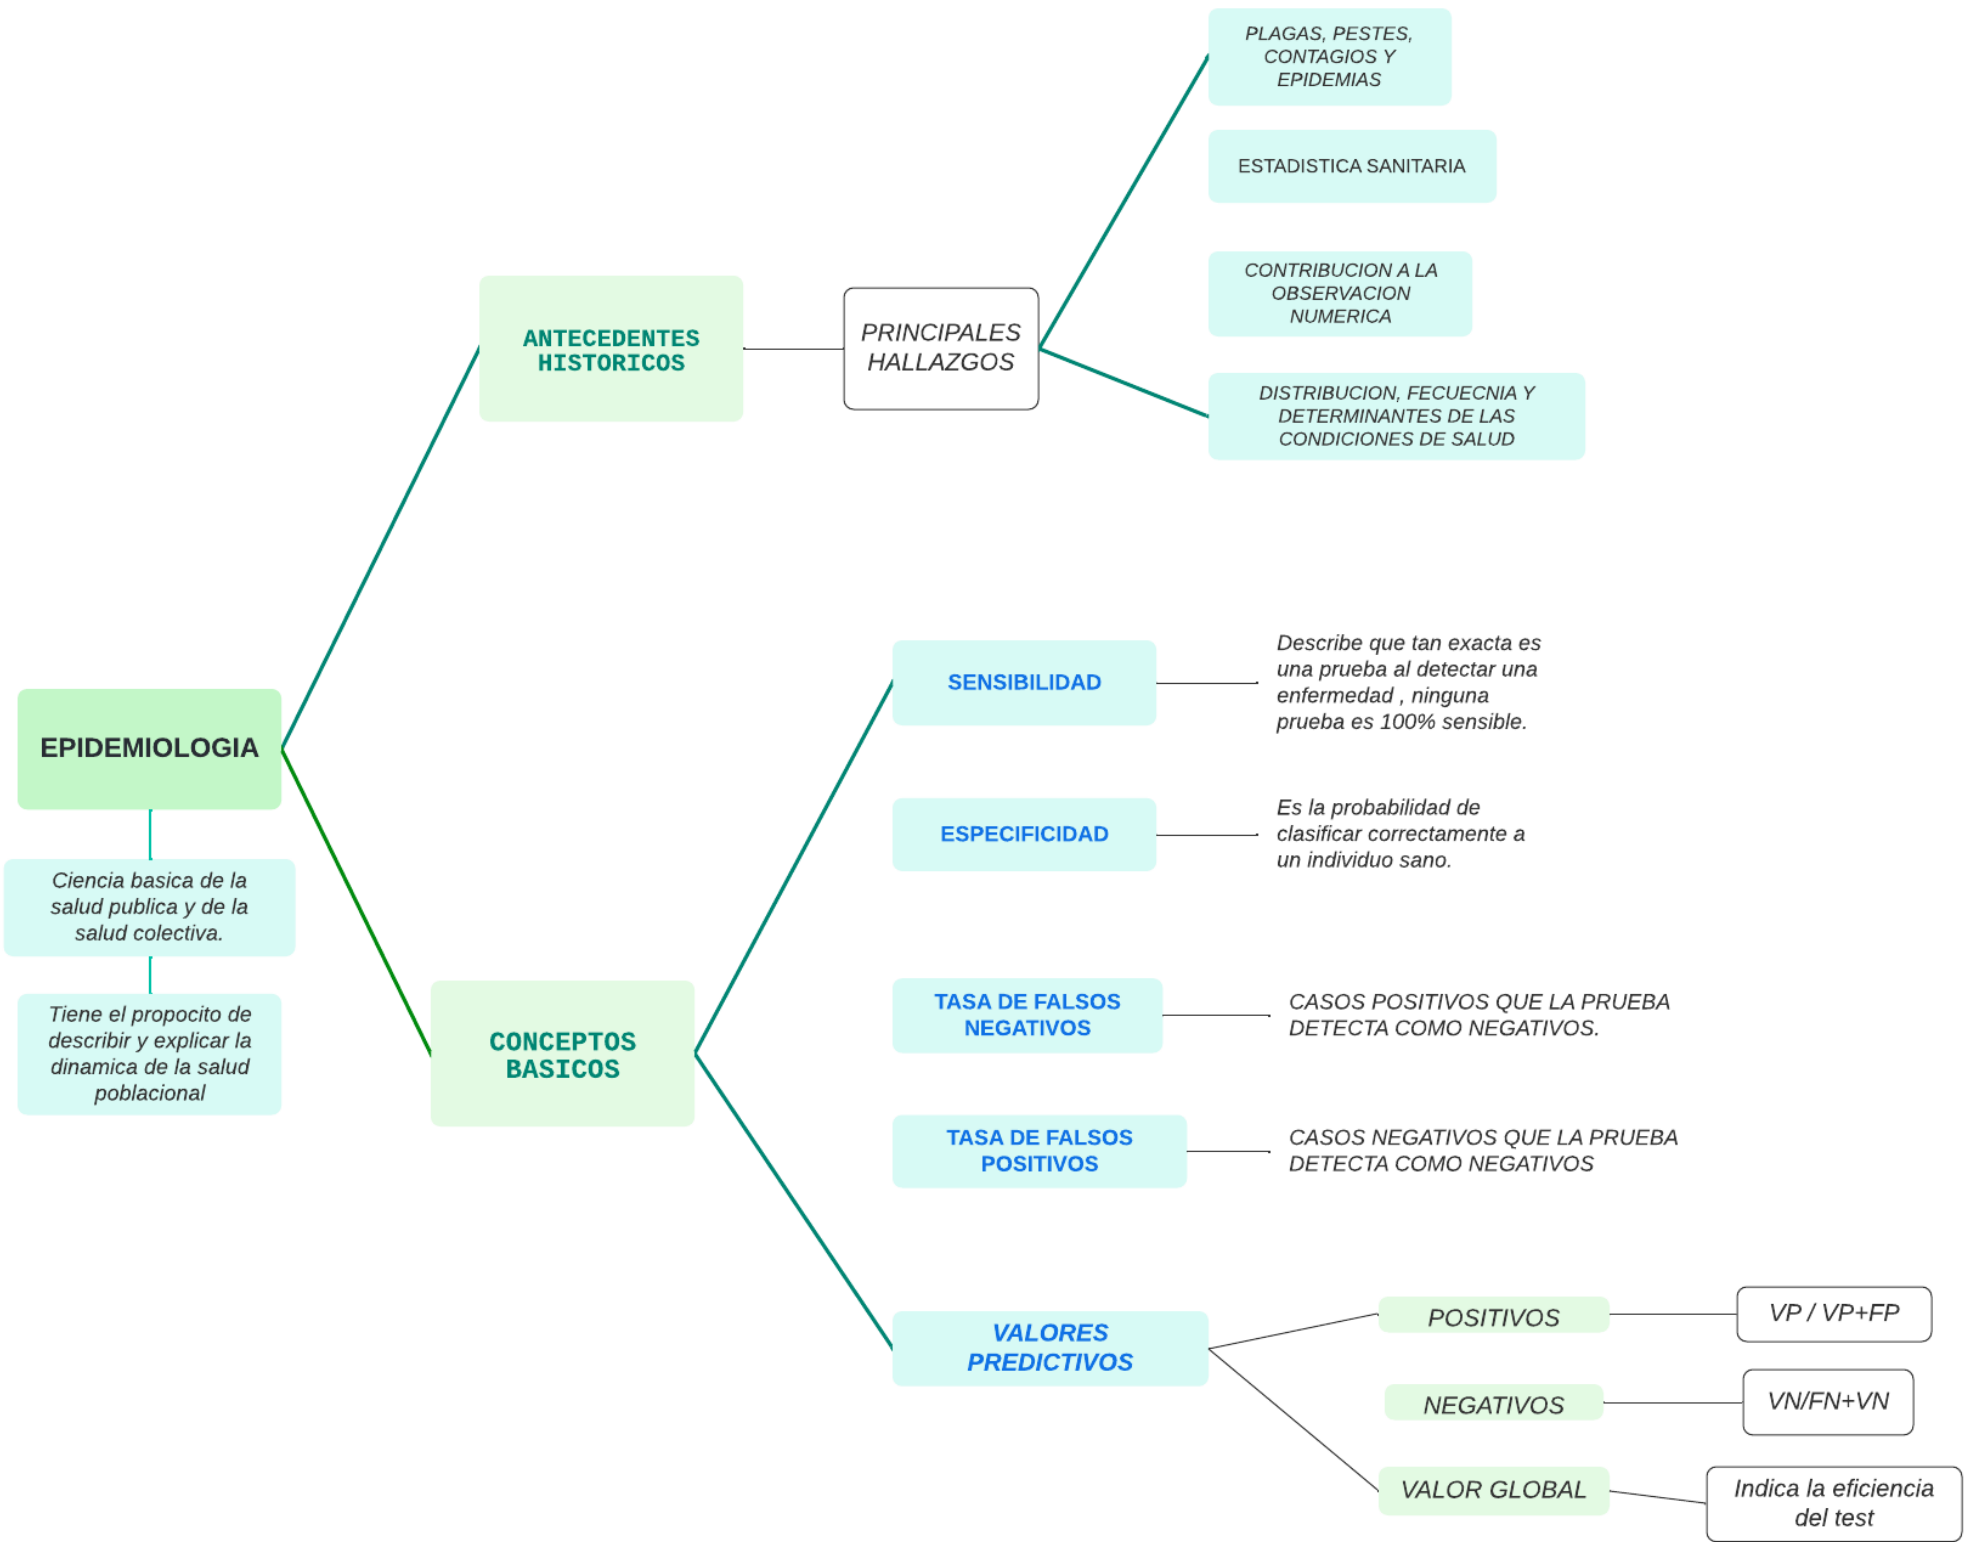 PLAGAS, PESTES,
CONTAGIOS Y
EPIDEMIAS
ESTADISTICA SANITARIA
CONTRIBUCION A LA
OBSERVACION
NUMERICA
DISTRIBUCION, FECUECNIA Y
DETERMINANTES DE LAS
CONDICIONES DE SALUD
ANTECEDENTES
HISTORICOS
PRINCIPALES
HALLAZGOS
EPIDEMIOLOGIA
Ciencia basica de la
salud publica y de la
salud colectiva.
Tiene el propocito de
describir y explicar la
dinamica de la salud
poblacional
CONCEPTOS
BASICOS
SENSIBILIDAD
Describe que tan exacta es
una prueba al detectar una
enfermedad , ninguna
prueba es 100% sensible.
ESPECIFICIDAD
Es la probabilidad de
clasificar correctamente a
un individuo sano.
TASA DE FALSOS
NEGATIVOS
CASOS POSITIVOS QUE LA PRUEBA
DETECTA COMO NEGATIVOS.
TASA DE FALSOS
POSITIVOS
CASOS NEGATIVOS QUE LA PRUEBA
DETECTA COMO NEGATIVOS
VALORES
PREDICTIVOS
POSITIVOS
VP / VP+FP
NEGATIVOS
VN/FN+VN
VALOR GLOBAL
Indica la eficiencia
del test